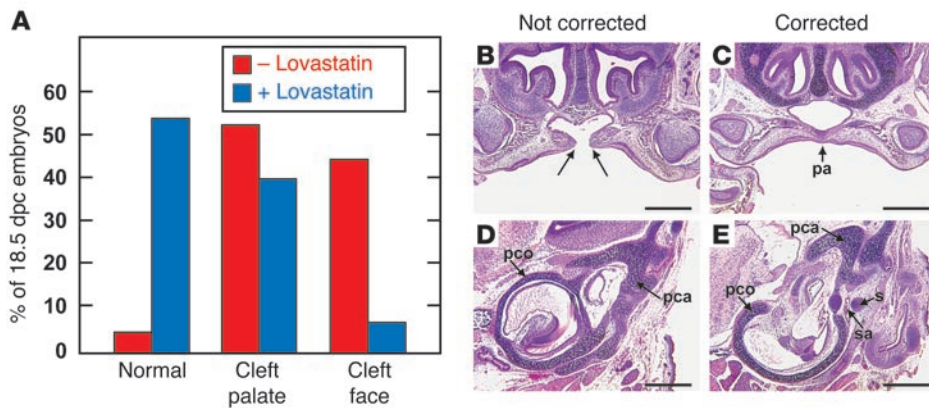 A
% of 18.5 dpc embryos
60
50
40
30
20
10
0
– Lovastatin
+ Lovastatin
Normal
Cleft
palate
Cleft
face
Not corrected
Corrected
B
C
pa
D
pco
pca
E
pca
pco
s
sa